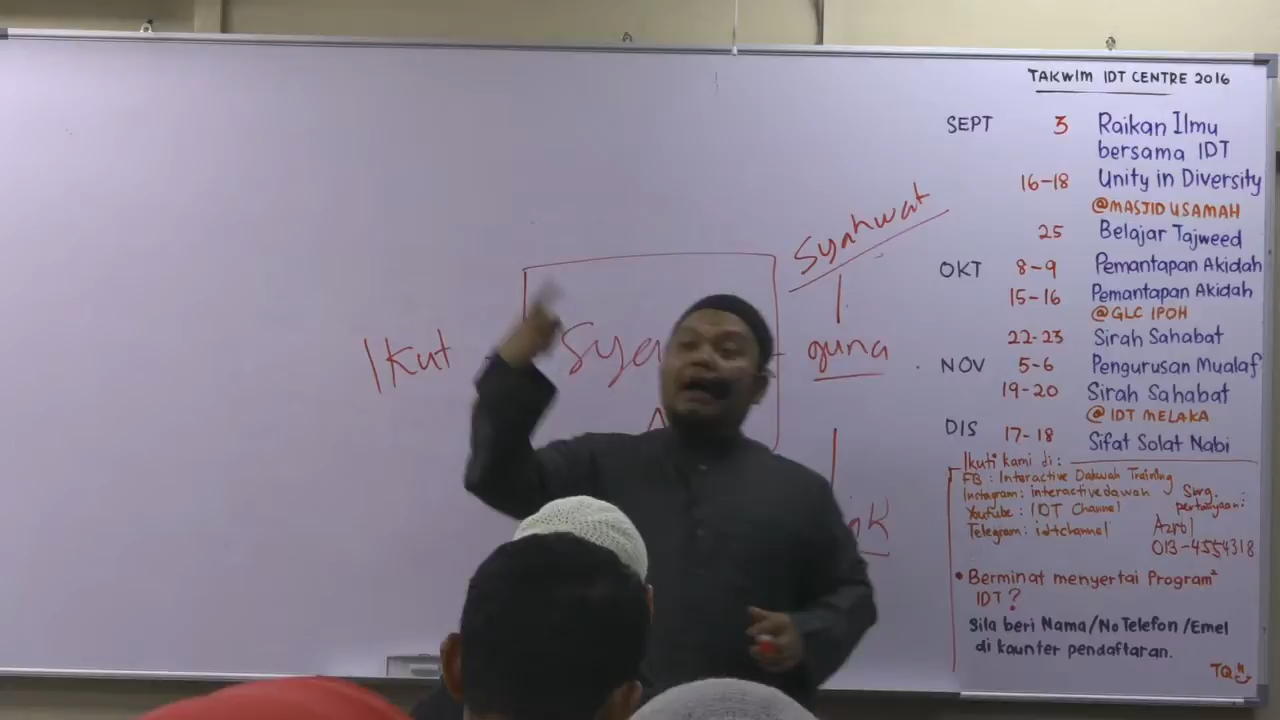 TAKWIM IDT CENTRE 2016
SEPT 3 Raikan Ilmu
bersama IDT
16-18 Unity in Diversity
@MASJID USAMAH
25 Belajar Tajweed
OKT 8-9 Pemantapan Akidah
15-16 Pemantapan Akidah
@GLC IPOH
22-23 Sirah Sahabat
NOV 5-6 Pengurusan Mualaf
19-20 Sirah Sahabat
@IDT MELAKA
DIS 17-18 Sifat Solat Nabi
Ikuti kami di:
FB: Interactive Dakwah Training
Instagram: interactivedawah
Youtube: IDT Channel
Telegram: idtchannel
Sbrg.
pertanyaan:
Azrol
013-4554318
• Berminat menyertai Program²
IDT?
Sila beri Nama/No Telefon/Emel
di kaunter pendaftaran.
TQ
Syahwat
Ikut Sya guna